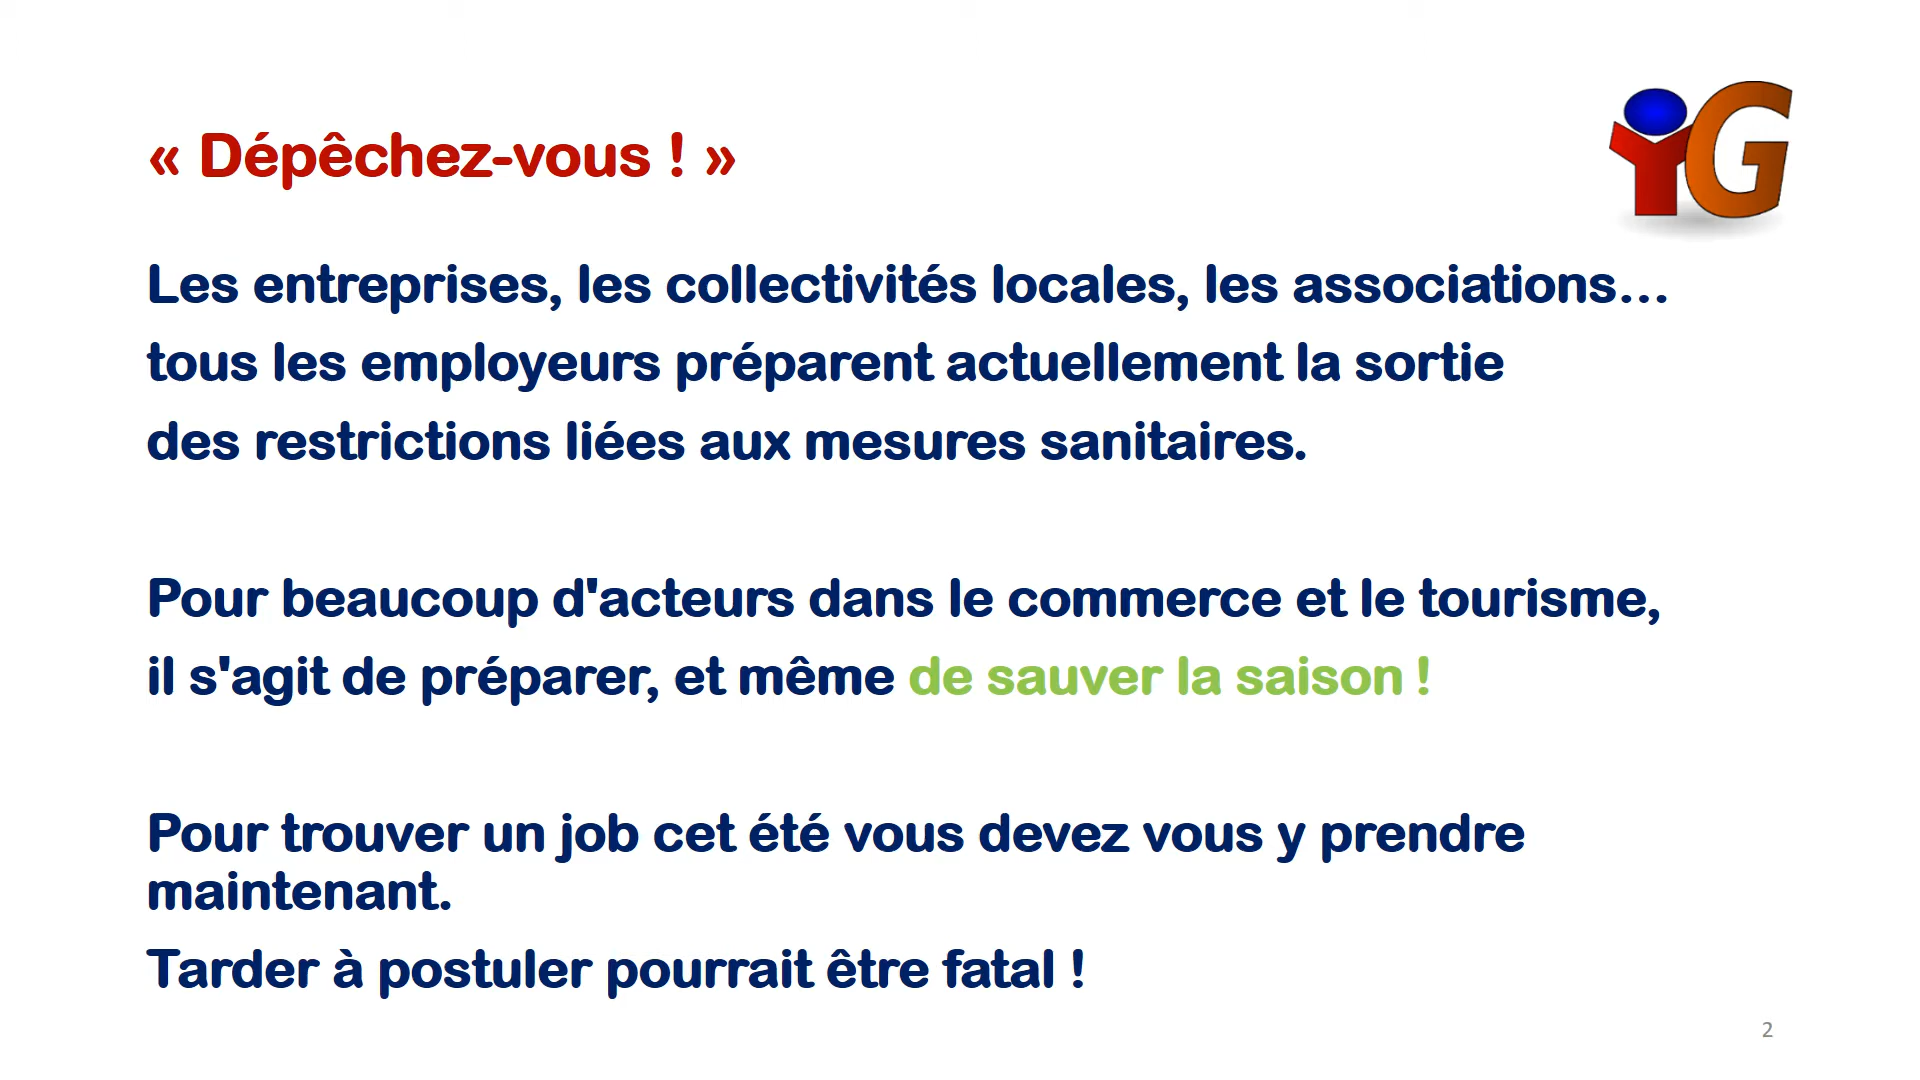 « Dépêchez-vous ! »
iG
Les entreprises, les collectivités locales, les associations…
tous les employeurs préparent actuellement la sortie
des restrictions liées aux mesures sanitaires.
Pour beaucoup d'acteurs dans le commerce et le tourisme,
il s'agit de préparer, et même de sauver la saison !
Pour trouver un job cet été vous devez vous y prendre
maintenant.
Tarder à postuler pourrait être fatal !
2